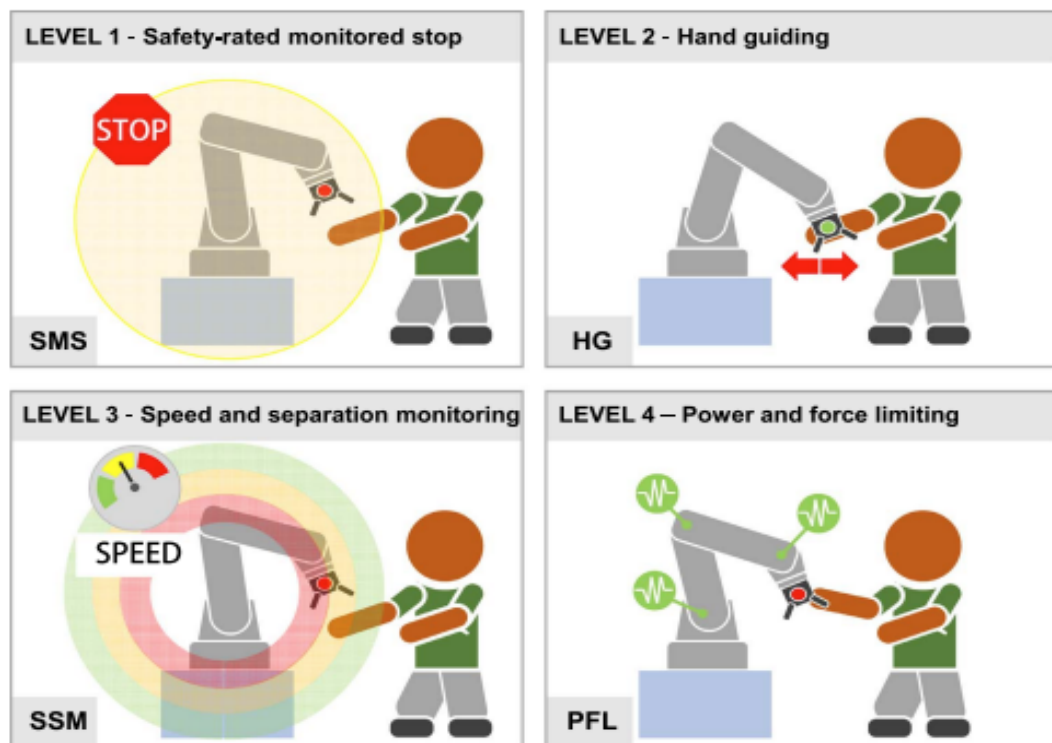 LEVEL 1 - Safety-rated monitored stop
STOP
SMS
LEVEL 2 - Hand guiding
HG
LEVEL 3 - Speed and separation monitoring
SPEED
SSM
LEVEL 4 – Power and force limiting
PFL